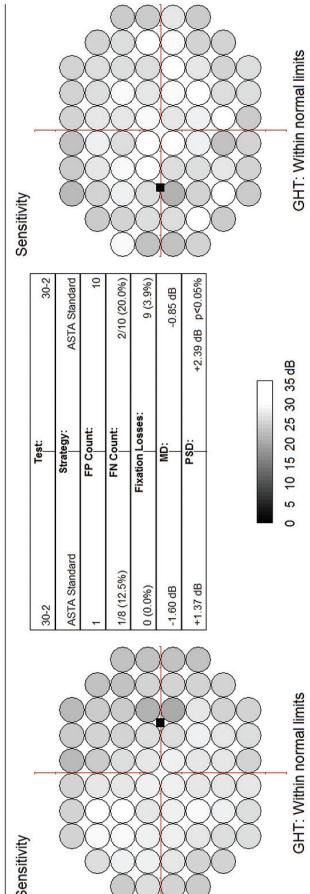 Sensitivity
Sensitivity
30-2 Test: 30-2
ASTA Standard Strategy: ASTA Standard
1 FP Count: 10
1/8 (12.5%) FN Count: 2/10 (20.0%)
0 (0.0%) Fixation Losses: 9 (3.9%)
-1.60 dB MD: -0.85 dB
+1.37 dB PSD: +2.39 dB p<0.05%
0 5 10 15 20 25 30 35 dB
GHT: Within normal limits
GHT: Within normal limits